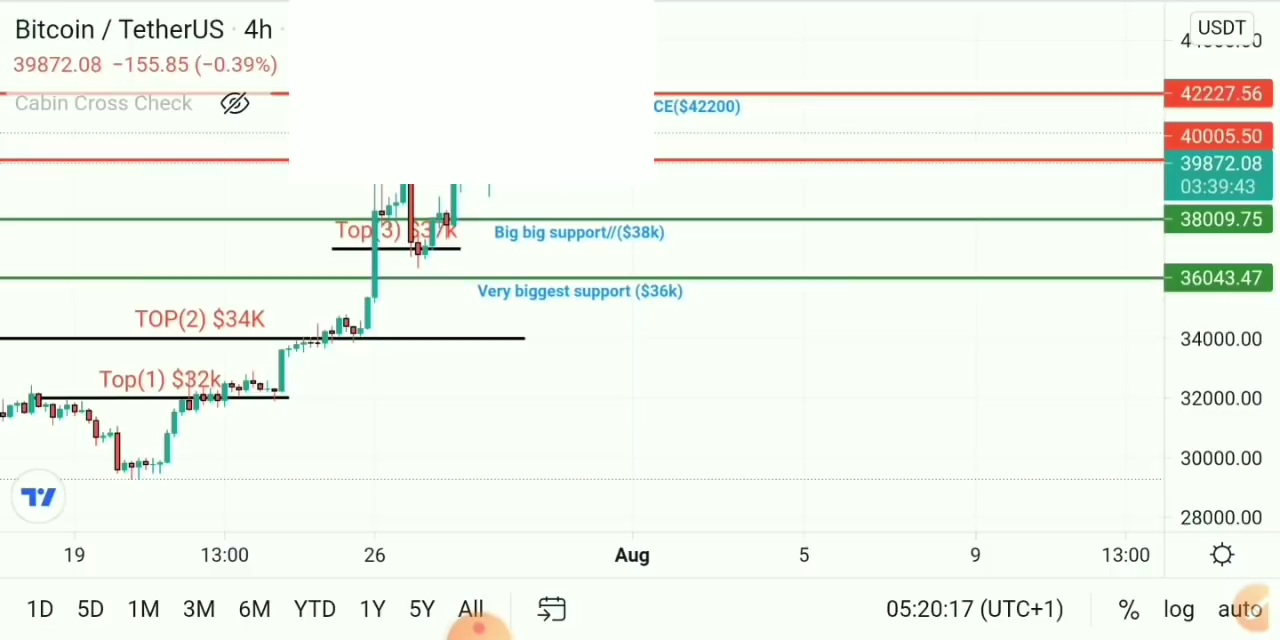 Bitcoin / TetherUS · 4h ·
USDT
39872.08 −155.85 (−0.39%)
Cabin Cross Check
42227.56
CE($42200)
40005.50
39872.08
03:39:43
38009.75
Top(3) $37k
Big big support//($38k)
36043.47
Very biggest support ($36k)
TOP(2) $34K
34000.00
Top(1) $32k
32000.00
30000.00
28000.00
19 13:00 26 Aug 5 9 13:00
1D 5D 1M 3M 6M YTD 1Y 5Y All 05:20:17 (UTC+1) % log auto